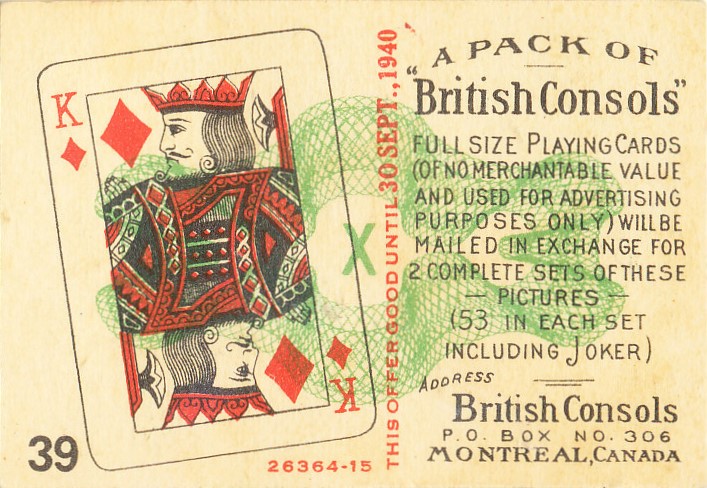 K
K
39
26364-15
X
THIS OFFER GOOD UNTIL 30 SEPT., 1940
A PACK OF
"British Consols"
FULL SIZE PLAYING CARDS
(OF NO MERCHANTABLE VALUE
AND USED FOR ADVERTISING
PURPOSES ONLY) WILL BE
MAILED IN EXCHANGE FOR
2 COMPLETE SETS OF THESE
— PICTURES —
(53 IN EACH SET
INCLUDING JOKER)
ADDRESS
British Consols
P.O. BOX NO. 306
MONTREAL, CANADA